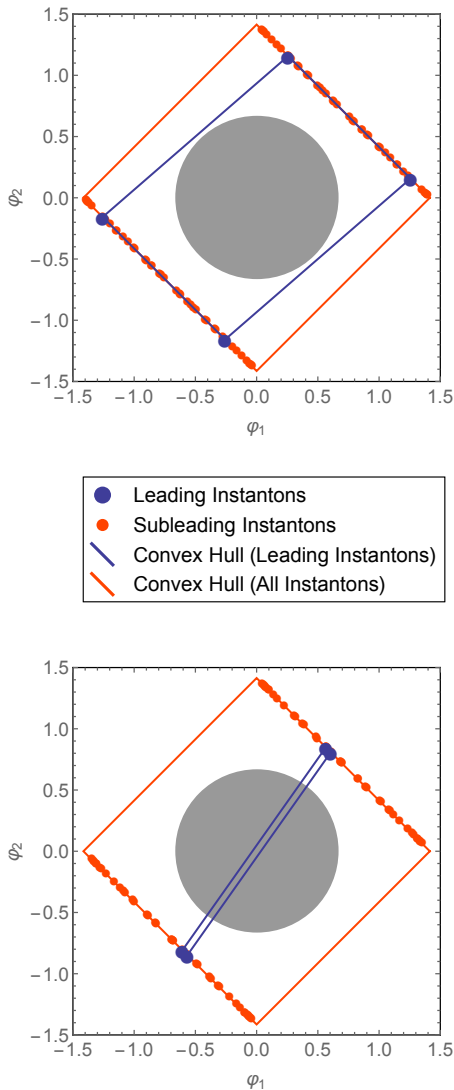 1.5
1.0
0.5
0.0
−0.5
−1.0
−1.5
φ2
−1.5 −1.0 −0.5 0.0 0.5 1.0 1.5
φ1
Leading Instantons
Subleading Instantons
Convex Hull (Leading Instantons)
Convex Hull (All Instantons)
1.5
1.0
0.5
0.0
−0.5
−1.0
−1.5
φ2
−1.5 −1.0 −0.5 0.0 0.5 1.0 1.5
φ1